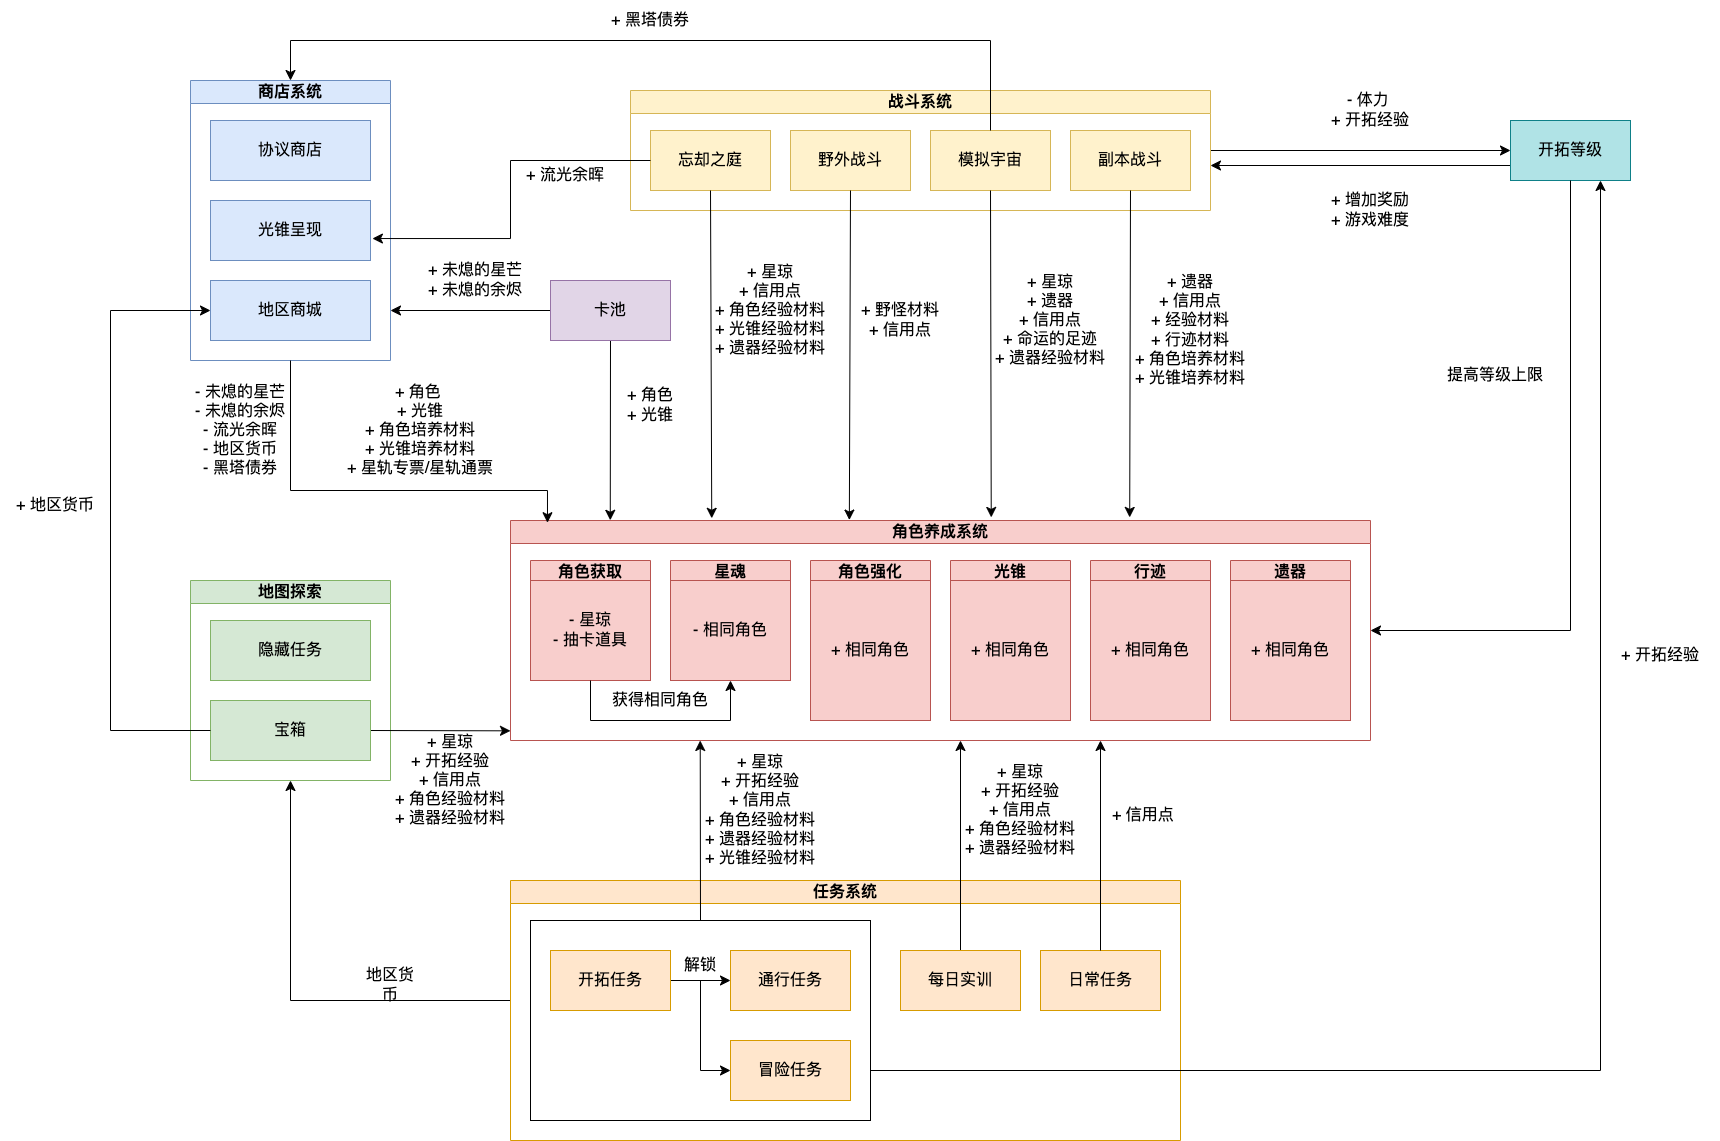 + 黑塔债券
商店系统
协议商店
光锥呈现
地区商城
战斗系统
忘却之庭
野外战斗
模拟宇宙
副本战斗
- 体力
+ 开拓经验
开拓等级
+ 增加奖励
+ 游戏难度
+ 流光余晖
+ 未熄的星芒
+ 未熄的余烬
卡池
+ 星琼
+ 信用点
+ 角色经验材料
+ 光锥经验材料
+ 遗器经验材料
+ 野怪材料
+ 信用点
+ 星琼
+ 遗器
+ 信用点
+ 命运的足迹
+ 遗器经验材料
+ 遗器
+ 信用点
+ 经验材料
+ 行迹材料
+ 角色培养材料
+ 光锥培养材料
提高等级上限
- 未熄的星芒
- 未熄的余烬
- 流光余晖
- 地区货币
- 黑塔债券
+ 角色
+ 光锥
+ 角色培养材料
+ 光锥培养材料
+ 星轨专票/星轨通票
+ 角色
+ 光锥
+ 地区货币
角色养成系统
角色获取
- 星琼
- 抽卡道具
星魂
- 相同角色
获得相同角色
角色强化
+ 相同角色
光锥
+ 相同角色
行迹
+ 相同角色
遗器
+ 相同角色
地图探索
隐藏任务
宝箱
+ 开拓经验
+ 星琼
+ 开拓经验
+ 信用点
+ 角色经验材料
+ 遗器经验材料
+ 星琼
+ 开拓经验
+ 信用点
+ 角色经验材料
+ 遗器经验材料
+ 光锥经验材料
+ 星琼
+ 开拓经验
+ 信用点
+ 角色经验材料
+ 遗器经验材料
+ 信用点
任务系统
开拓任务
解锁
通行任务
冒险任务
每日实训
日常任务
地区货
币